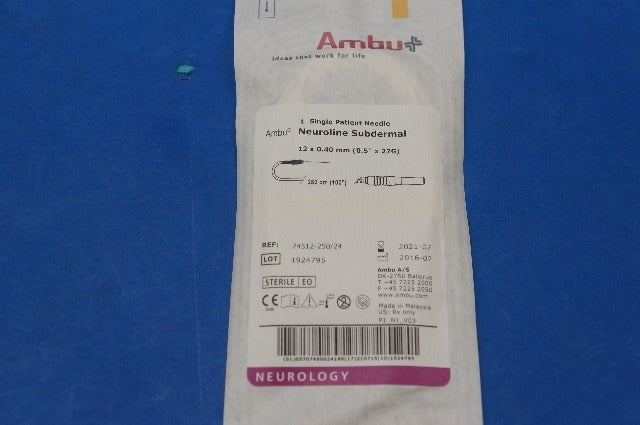 Ambu
Ideas that work for life
1 Single Patient Needle
Ambu® Neuroline Subdermal
12 x 0.40 mm (0.5" x 27G)
250 cm (100")
REF: 74512-250/24
LOT 1924795
2021-07
2016-07
STERILE EO
Ambu A/S
DK-2750 Ballerup
T +45 7225 2000
F +45 7225 2050
www.ambu.com
Made in Malaysia
US: Rx only
P1_N1_V03
NEUROLOGY